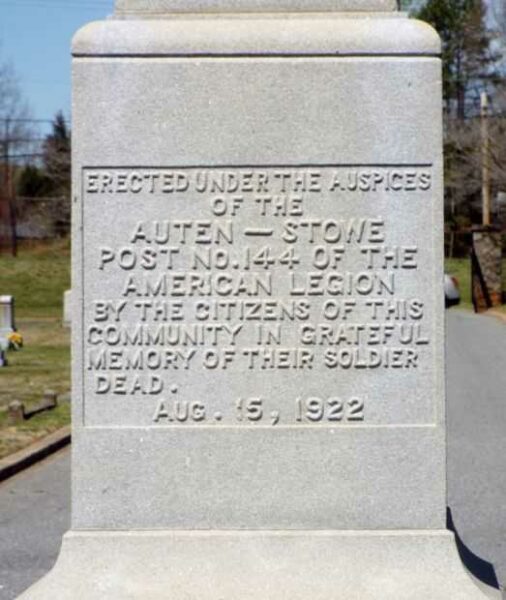 ERECTED UNDER THE AUSPICES
OF THE
AUTEN — STOWE
POST NO. 144 OF THE
AMERICAN LEGION
BY THE CITIZENS OF THIS
COMMUNITY IN GRATEFUL
MEMORY OF THEIR SOLDIER
DEAD.
AUG. 15, 1922